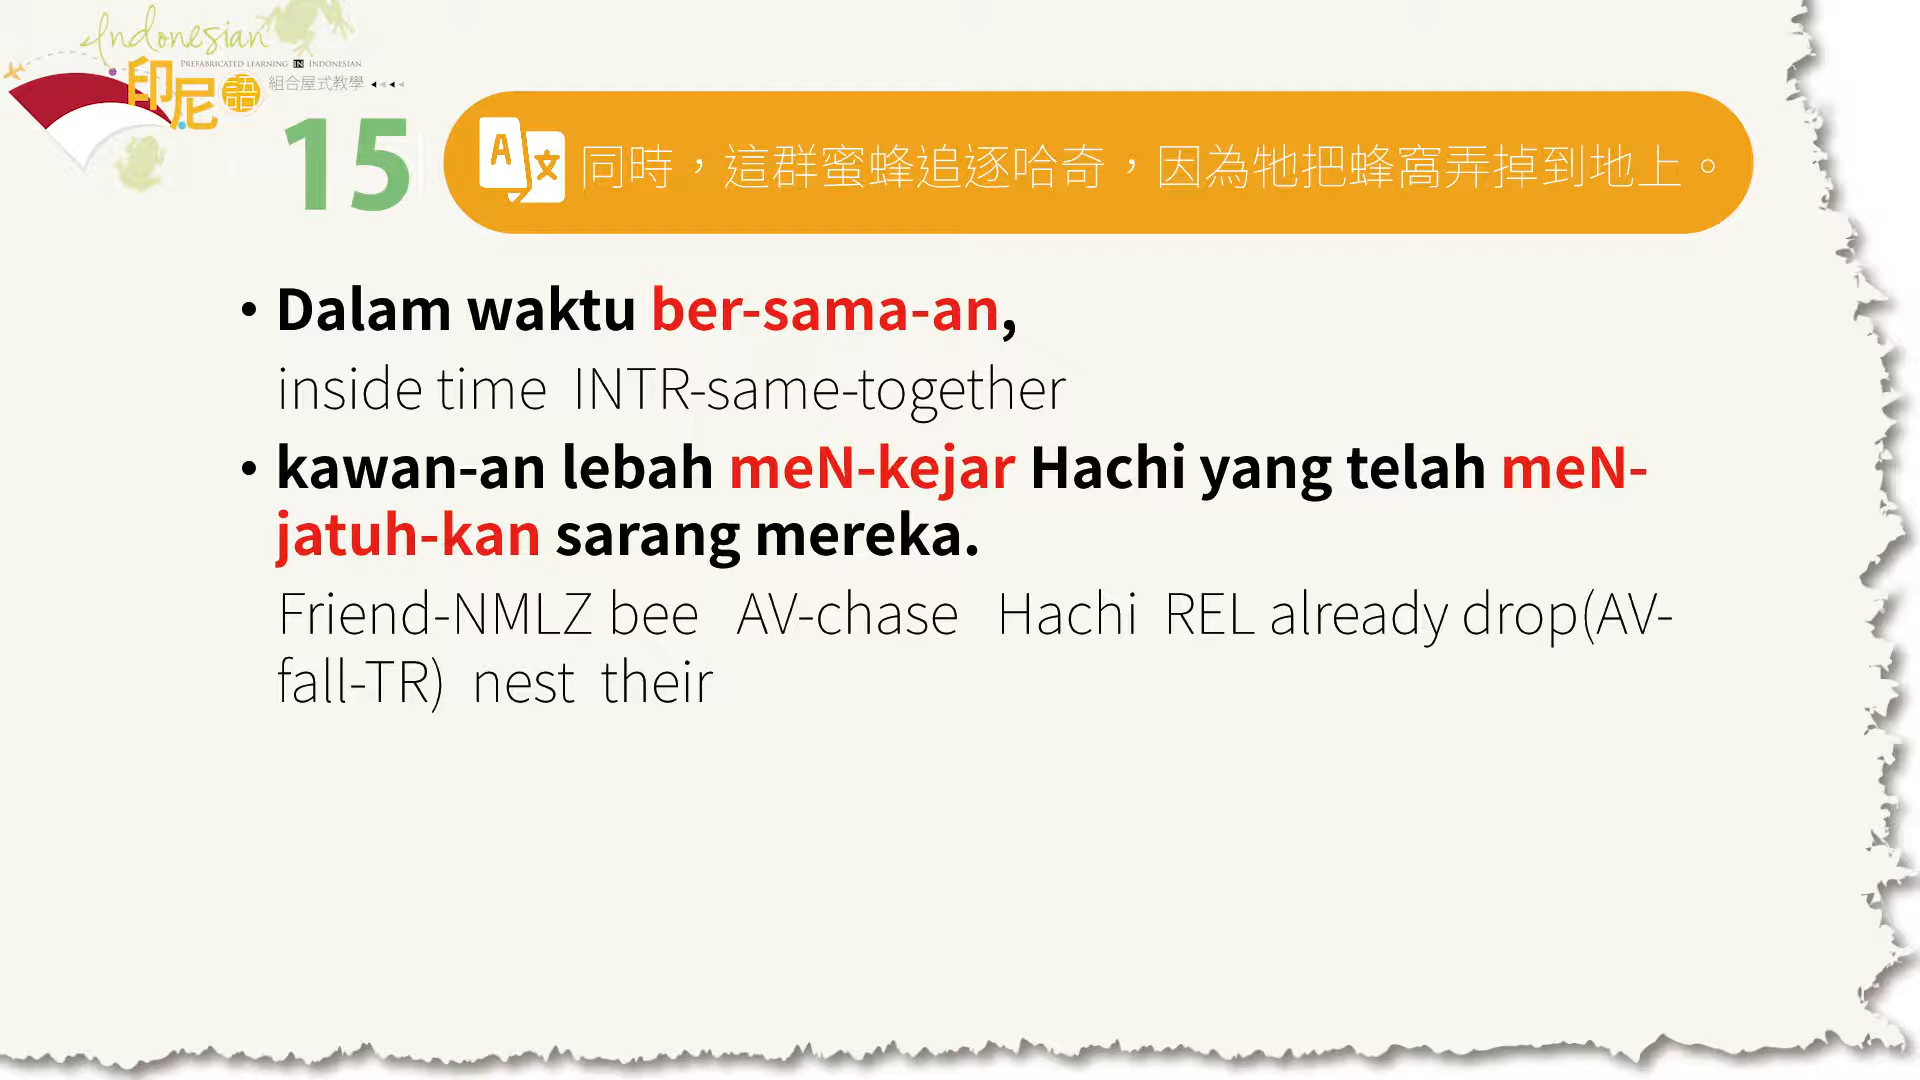 Indonesian
PREFABRICATED LEARNING IN INDONESIAN
印尼語 組合屋式教學
15 同時，這群蜜蜂追逐哈奇，因為牠把蜂窩弄掉到地上。
• Dalam waktu ber-sama-an,
inside time INTR-same-together
• kawan-an lebah meN-kejar Hachi yang telah meN-
jatuh-kan sarang mereka.
Friend-NMLZ bee AV-chase Hachi REL already drop(AV-
fall-TR) nest their